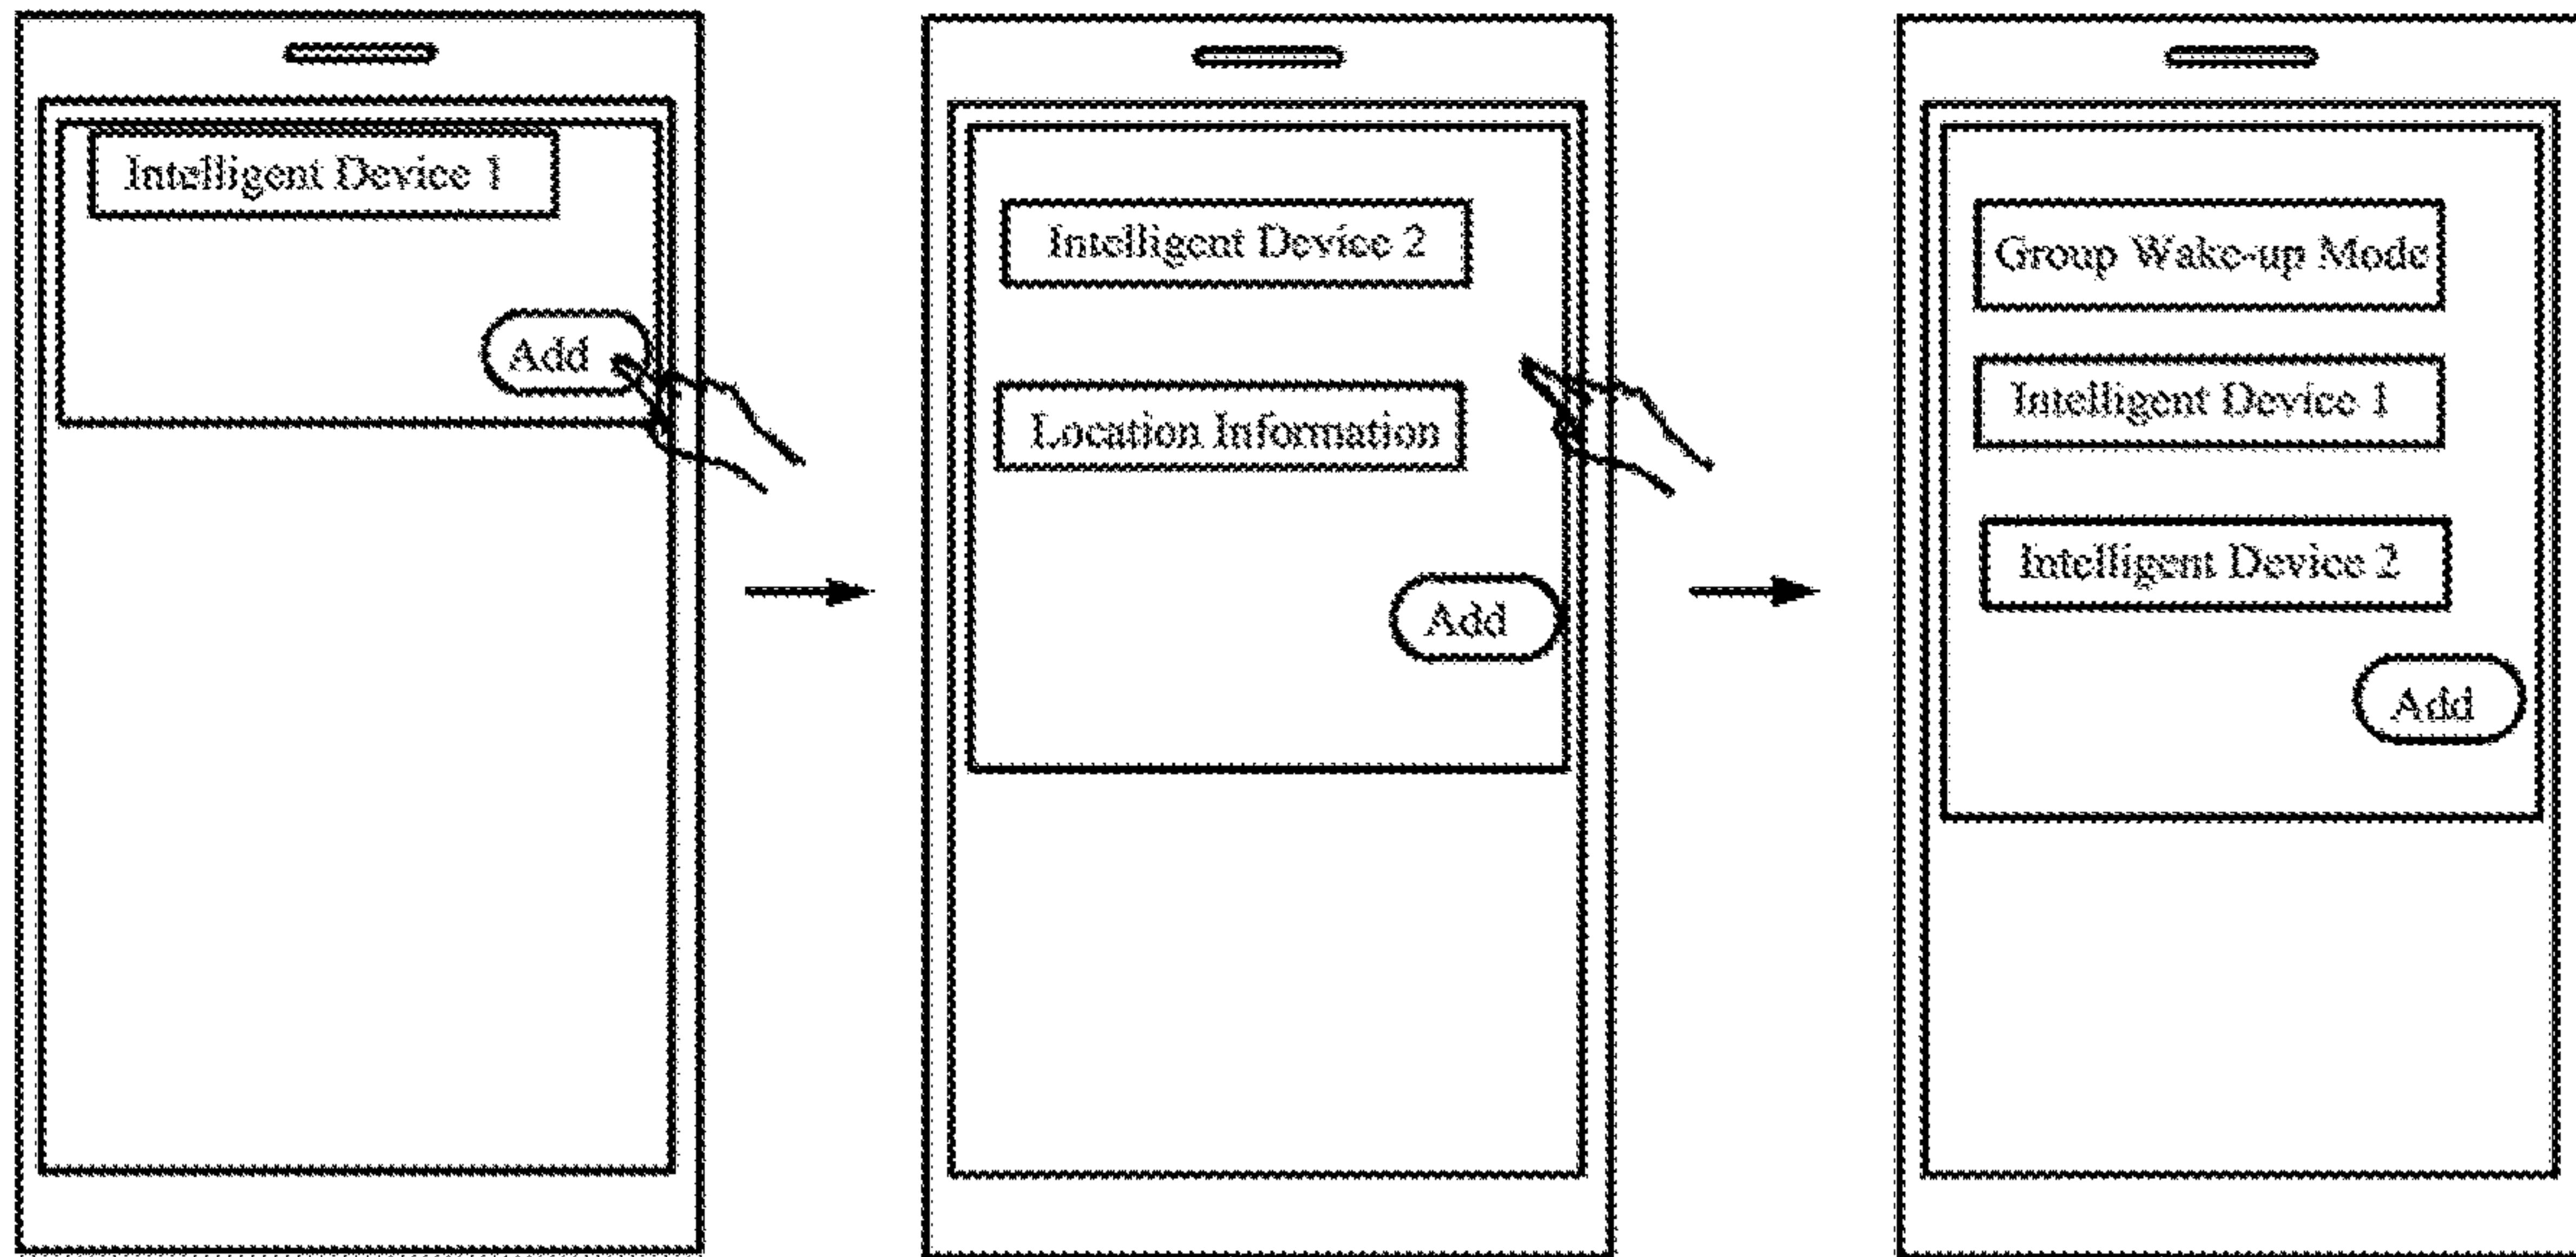 Intelligent Device 1
Add
Intelligent Device 2
Location Information
Add
Group Wake-up Mode
Intelligent Device 1
Intelligent Device 2
Add